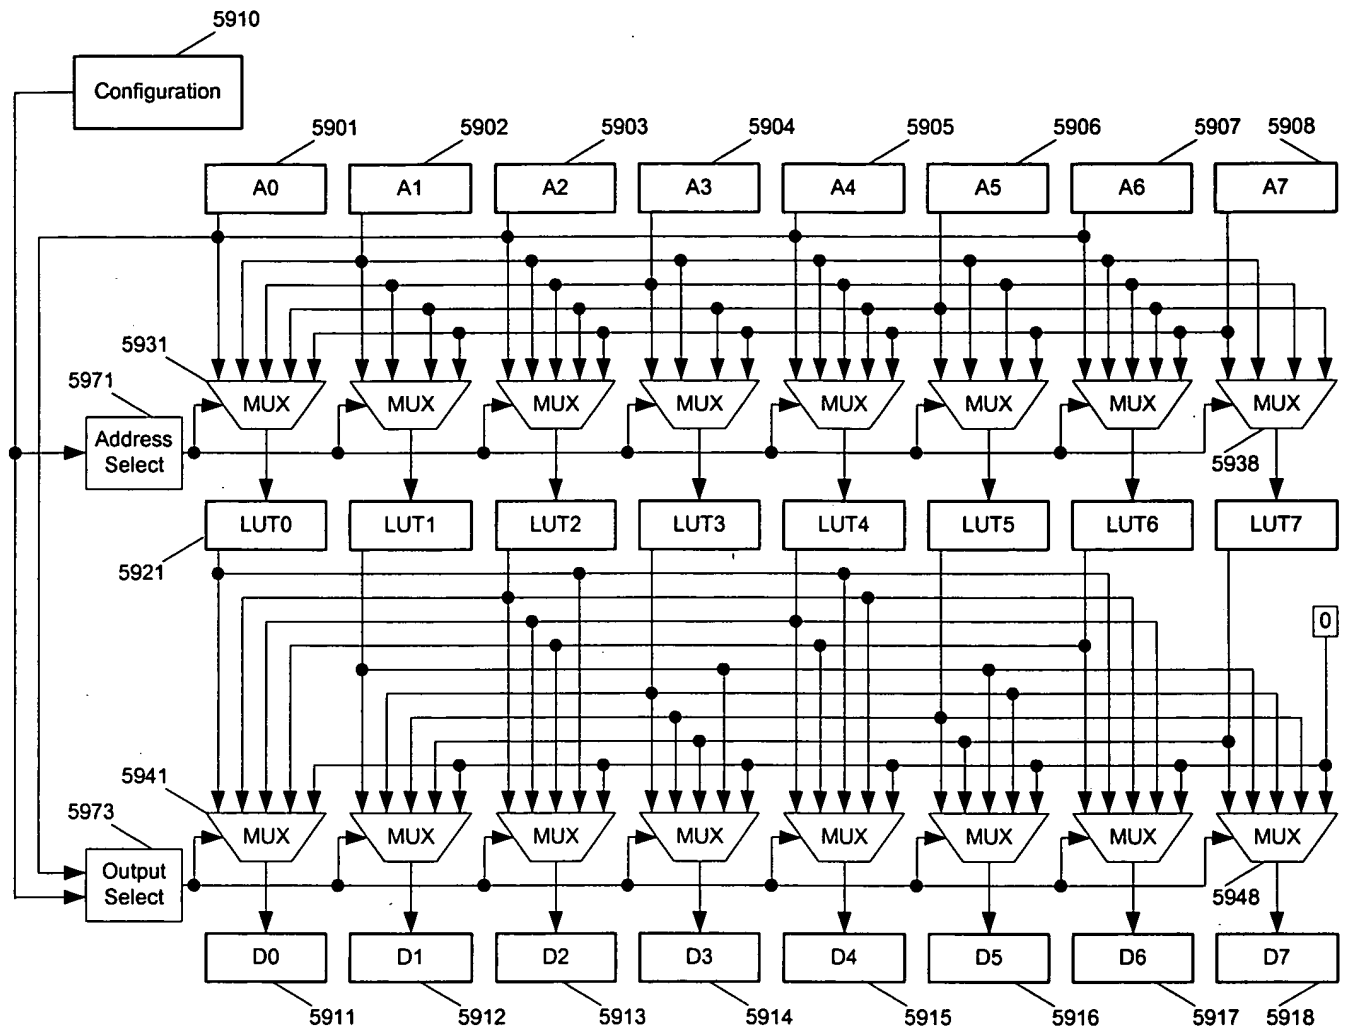 5910
Configuration
5901 5902 5903 5904 5905 5906 5907 5908
A0 A1 A2 A3 A4 A5 A6 A7
5931
5971
MUX MUX MUX MUX MUX MUX MUX MUX
Address
Select
5938
LUT0 LUT1 LUT2 LUT3 LUT4 LUT5 LUT6 LUT7
5921
0
5941
5973
MUX MUX MUX MUX MUX MUX MUX MUX
Output
Select
5948
D0 D1 D2 D3 D4 D5 D6 D7
5911 5912 5913 5914 5915 5916 5917 5918